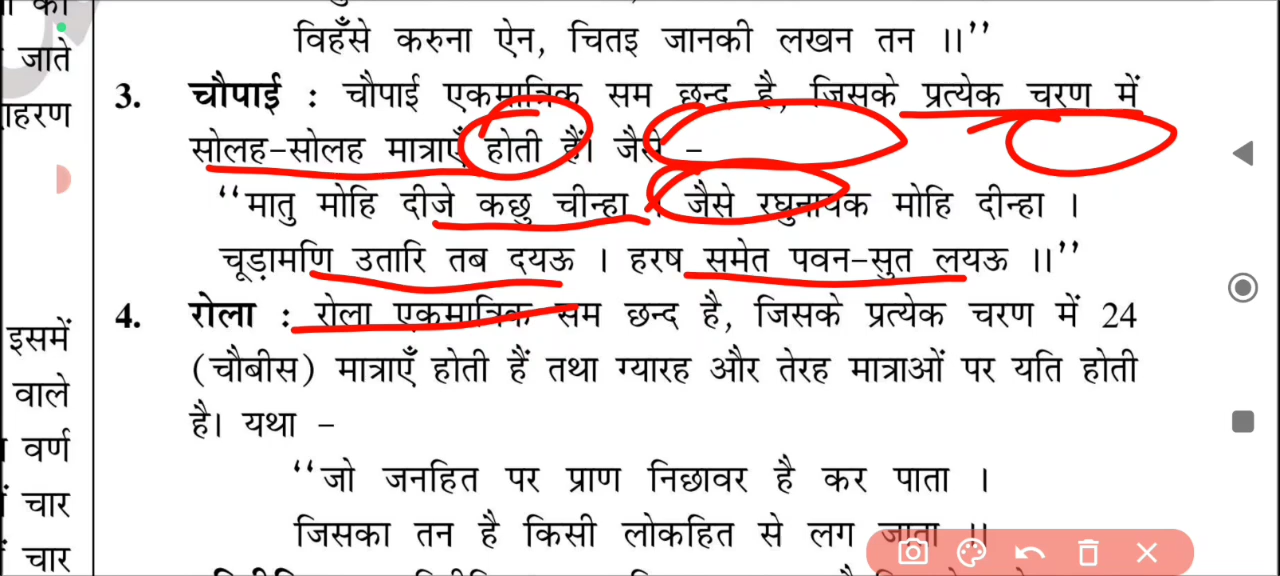 की
जाते
ाहरण
इसमें
वाले
वर्ण
चार
चार
विहँसे करुना ऐन, चितइ जानकी लखन तन ।।”
3. चौपाई : चौपाई एकमात्रिक सम छन्द है, जिसके प्रत्येक चरण में
सोलह-सोलह मात्राएँ होती हैं। जैसे -
“मातु मोहि दीजे कछु चीन्हा । जैसे रघुनायक मोहि दीन्हा ।
चूड़ामणि उतारि तब दयऊ । हरष समेत पवन-सुत लयऊ ।।”
4. रोला : रोला एकमात्रिक सम छन्द है, जिसके प्रत्येक चरण में 24
(चौबीस) मात्राएँ होती हैं तथा ग्यारह और तेरह मात्राओं पर यति होती
है। यथा -
“जो जनहित पर प्राण निछावर है कर पाता ।
जिसका तन है किसी लोकहित से लग जाता ।।